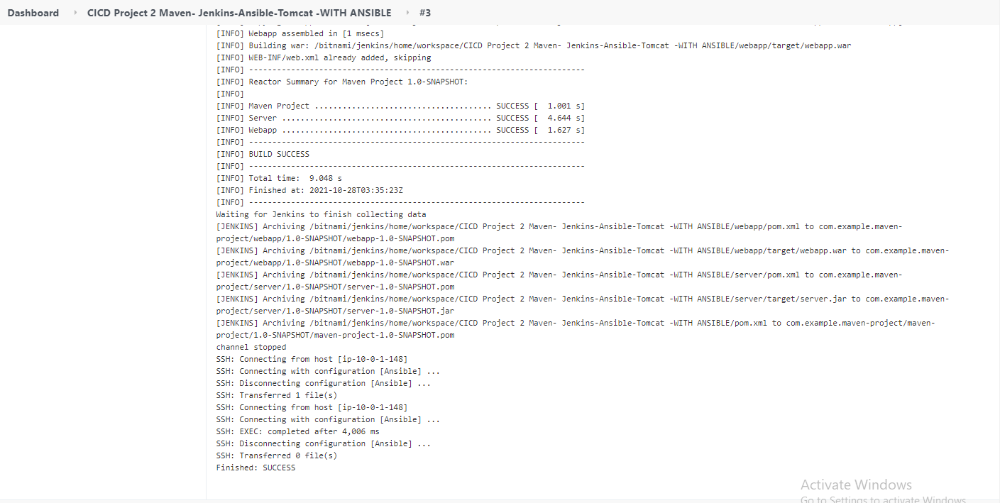 Dashboard › CICD Project 2 Maven- Jenkins-Ansible-Tomcat -WITH ANSIBLE › #3
[INFO] Webapp assembled in [1 msecs]
[INFO] Building war: /bitnami/jenkins/home/workspace/CICD Project 2 Maven- Jenkins-Ansible-Tomcat -WITH ANSIBLE/webapp/target/webapp.war
[INFO] WEB-INF/web.xml already added, skipping
[INFO] ------------------------------------------------------------------------
[INFO] Reactor Summary for Maven Project 1.0-SNAPSHOT:
[INFO]
[INFO] Maven Project ...................................... SUCCESS [  1.001 s]
[INFO] Server ............................................. SUCCESS [  4.644 s]
[INFO] Webapp ............................................. SUCCESS [  1.627 s]
[INFO] ------------------------------------------------------------------------
[INFO] BUILD SUCCESS
[INFO] ------------------------------------------------------------------------
[INFO] Total time:  9.048 s
[INFO] Finished at: 2021-10-28T03:35:23Z
[INFO] ------------------------------------------------------------------------
Waiting for Jenkins to finish collecting data
[JENKINS] Archiving /bitnami/jenkins/home/workspace/CICD Project 2 Maven- Jenkins-Ansible-Tomcat -WITH ANSIBLE/webapp/pom.xml to com.example.maven-
project/webapp/1.0-SNAPSHOT/webapp-1.0-SNAPSHOT.pom
[JENKINS] Archiving /bitnami/jenkins/home/workspace/CICD Project 2 Maven- Jenkins-Ansible-Tomcat -WITH ANSIBLE/webapp/target/webapp.war to com.example.maven-
project/webapp/1.0-SNAPSHOT/webapp-1.0-SNAPSHOT.war
[JENKINS] Archiving /bitnami/jenkins/home/workspace/CICD Project 2 Maven- Jenkins-Ansible-Tomcat -WITH ANSIBLE/server/pom.xml to com.example.maven-
project/server/1.0-SNAPSHOT/server-1.0-SNAPSHOT.pom
[JENKINS] Archiving /bitnami/jenkins/home/workspace/CICD Project 2 Maven- Jenkins-Ansible-Tomcat -WITH ANSIBLE/server/target/server.jar to com.example.maven-
project/server/1.0-SNAPSHOT/server-1.0-SNAPSHOT.jar
[JENKINS] Archiving /bitnami/jenkins/home/workspace/CICD Project 2 Maven- Jenkins-Ansible-Tomcat -WITH ANSIBLE/pom.xml to com.example.maven-project/maven-
project/1.0-SNAPSHOT/maven-project-1.0-SNAPSHOT.pom
channel stopped
SSH: Connecting from host [ip-10-0-1-148]
SSH: Connecting with configuration [Ansible] ...
SSH: Disconnecting configuration [Ansible] ...
SSH: Transferred 1 file(s)
SSH: Connecting from host [ip-10-0-1-148]
SSH: Connecting with configuration [Ansible] ...
SSH: EXEC: completed after 4,006 ms
SSH: Disconnecting configuration [Ansible] ...
SSH: Transferred 0 file(s)
Finished: SUCCESS
Activate Windows
Go to Settings to activate Windows.